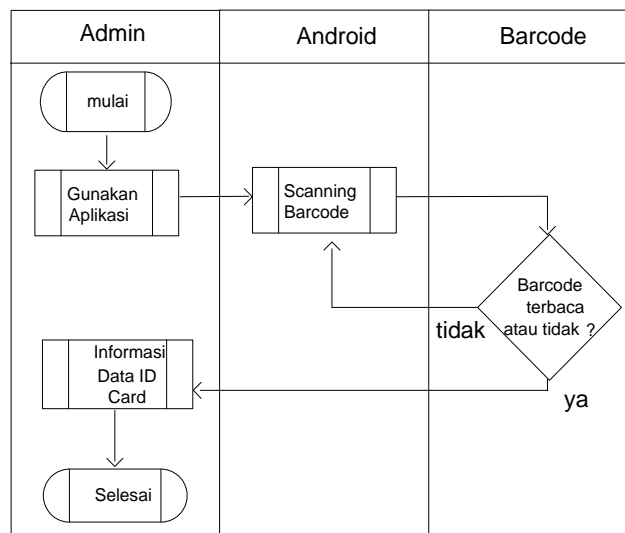 Admin
Android
Barcode
mulai
Gunakan
Aplikasi
Scanning
Barcode
Barcode
terbaca
atau tidak ?
tidak
ya
Informasi
Data ID
Card
Selesai